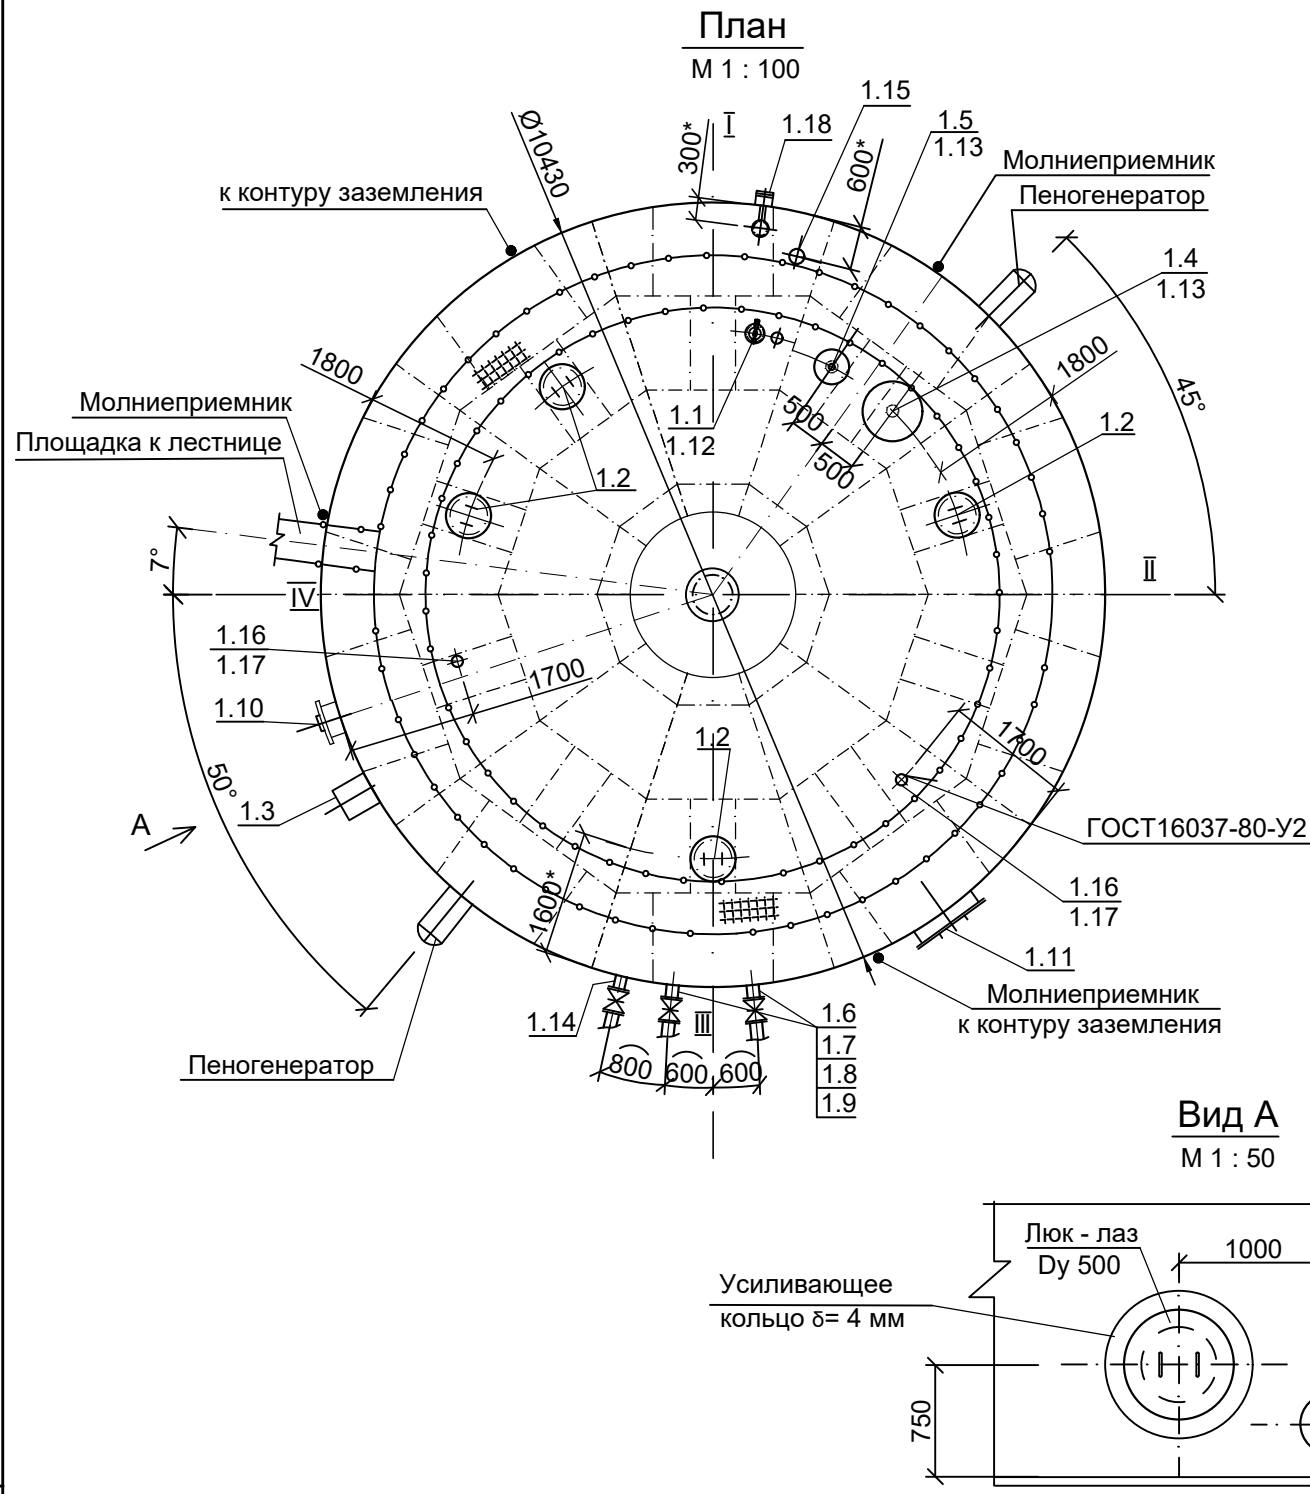 План
М 1 : 100
1.15
I
1.18
1.5
1.13
300*
600*
Ø10430
Молниеприемник
к контуру заземления
Пеногенератор
1.4
1.13
1800
1800
45°
Молниеприемник
1.1
1.12
500
500
1.2
Площадка к лестнице
1.2
7°
IV
II
1.16
1.17
1700
1.10
1.2
1700
50°
1.3
А
ГОСТ16037-80-У2
1600*
1.16
1.17
1.11
Молниеприемник
к контуру заземления
1.14
III
1.6
1.7
1.8
1.9
800
600
600
Пеногенератор
Вид А
М 1 : 50
Люк - лаз
Dу 500
1000
Усиливающее
кольцо δ= 4 мм
750